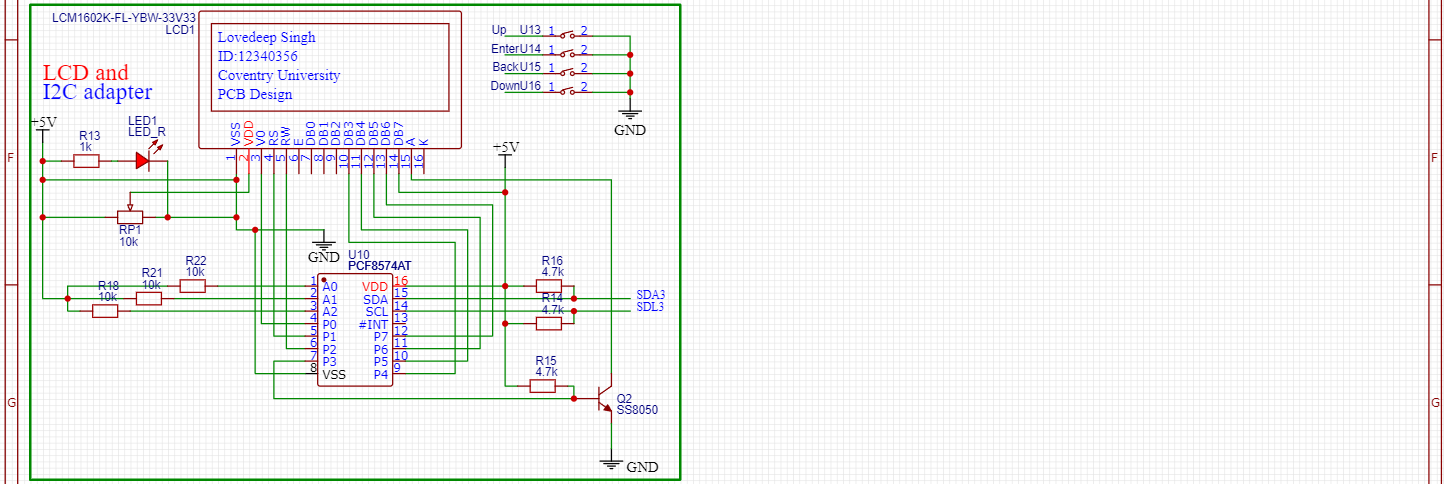 LCM1602K-FL-YBW-33V33
LCD1
Lovedeep Singh
ID:12340356
Coventry University
PCB Design
Up U13 1 2
EnterU14 1 2
BackU15 1 2
DownU16 1 2
GND
LCD and
I2C adapter
+5V
R13
1k
LED1
LED_R
VSS VDD V0 RS RW E DB0 DB1 DB2 DB3 DB4 DB5 DB6 DB7 A K
1 2 3 4 5 6 7 8 9 10 11 12 13 14 15 16
+5V
F
F
RP1
10k
GND
U10
PCF8574AT
R22
10k
R21
10k
R18
10k
R16
4.7k
R14
4.7k
1 A0 VDD 16
2 A1 SDA 15
3 A2 SCL 14
4 P0 #INT 13
5 P1 P7 12
6 P2 P6 11
7 P3 P5 10
8 VSS P4 9
SDA3
SDL3
R15
4.7k
Q2
SS8050
G
G
GND